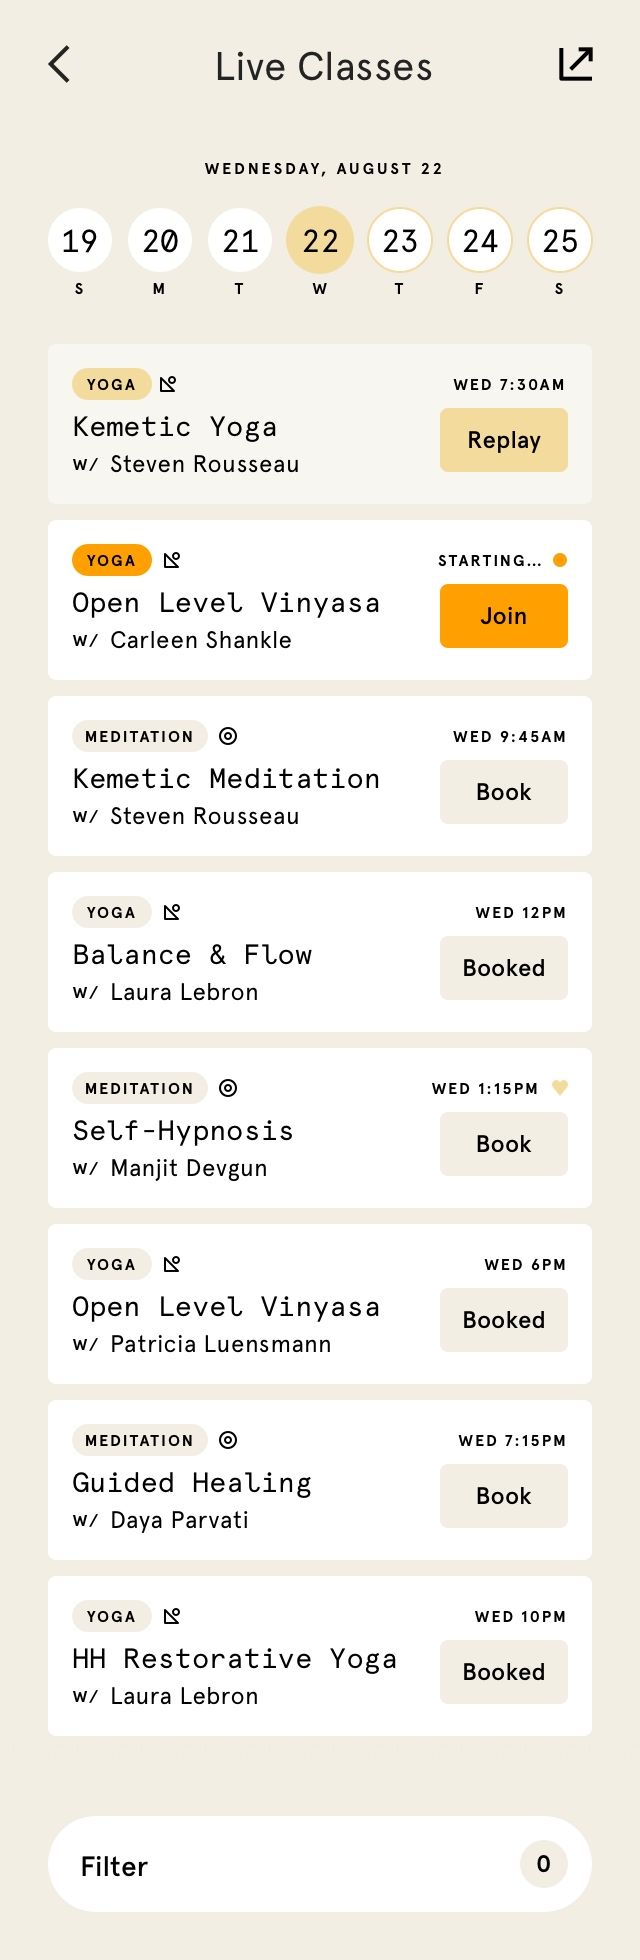 Live Classes
WEDNESDAY, AUGUST 22
19 20 21 22 23 24 25
S M T W T F S
YOGA WED 7:30AM
Kemetic Yoga
W/ Steven Rousseau
Replay
YOGA STARTING...
Open Level Vinyasa
W/ Carleen Shankle
Join
MEDITATION WED 9:45AM
Kemetic Meditation
W/ Steven Rousseau
Book
YOGA WED 12PM
Balance & Flow
W/ Laura Lebron
Booked
MEDITATION WED 1:15PM
Self-Hypnosis
W/ Manjit Devgun
Book
YOGA WED 6PM
Open Level Vinyasa
W/ Patricia Luensmann
Booked
MEDITATION WED 7:15PM
Guided Healing
W/ Daya Parvati
Book
YOGA WED 10PM
HH Restorative Yoga
W/ Laura Lebron
Booked
Filter 0